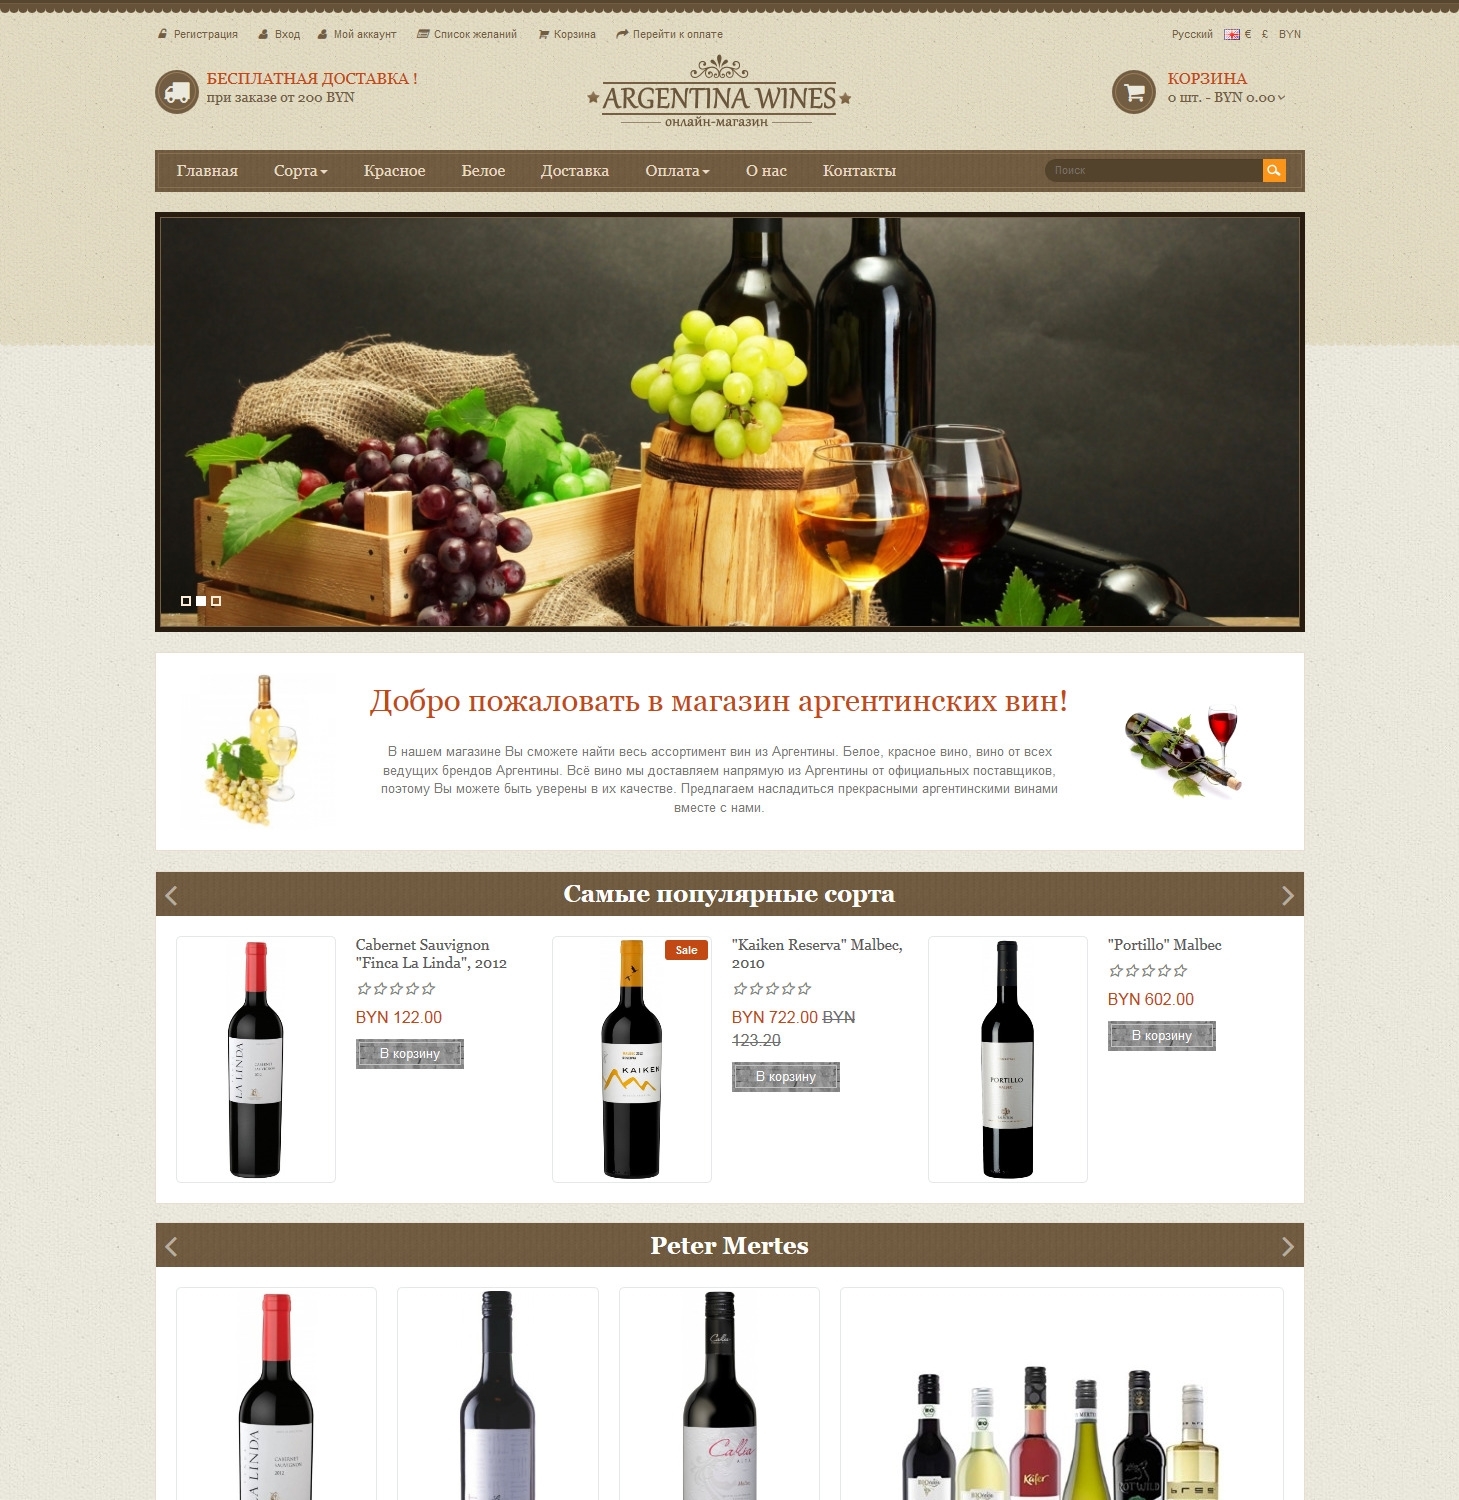 Регистрация Вход Мой аккаунт Список желаний Корзина Перейти к оплате Русский € £ BYN
БЕСПЛАТНАЯ ДОСТАВКА !
при заказе от 200 BYN
ARGENTINA WINES
онлайн-магазин
КОРЗИНА
0 шт. - BYN 0.00
Главная Сорта Красное Белое Доставка Оплата О нас Контакты Поиск
Добро пожаловать в магазин аргентинских вин!
В нашем магазине Вы сможете найти весь ассортимент вин из Аргентины. Белое, красное вино, вино от всех
ведущих брендов Аргентины. Всё вино мы доставляем напрямую из Аргентины от официальных поставщиков,
поэтому Вы можете быть уверены в их качестве. Предлагаем насладиться прекрасными аргентинскими винами
вместе с нами.
Самые популярные сорта
LA LINDA
Cabernet Sauvignon
"Finca La Linda", 2012
BYN 122.00
В корзину
Sale
KAIKEN
"Kaiken Reserva" Malbec,
2010
BYN 722.00 BYN
123.20
В корзину
PORTILLO
"Portillo" Malbec
BYN 602.00
В корзину
Peter Mertes
LA LINDA
CABERNET
SAUVIGNON
2012
Callia
Callia
ALTA
Käfer